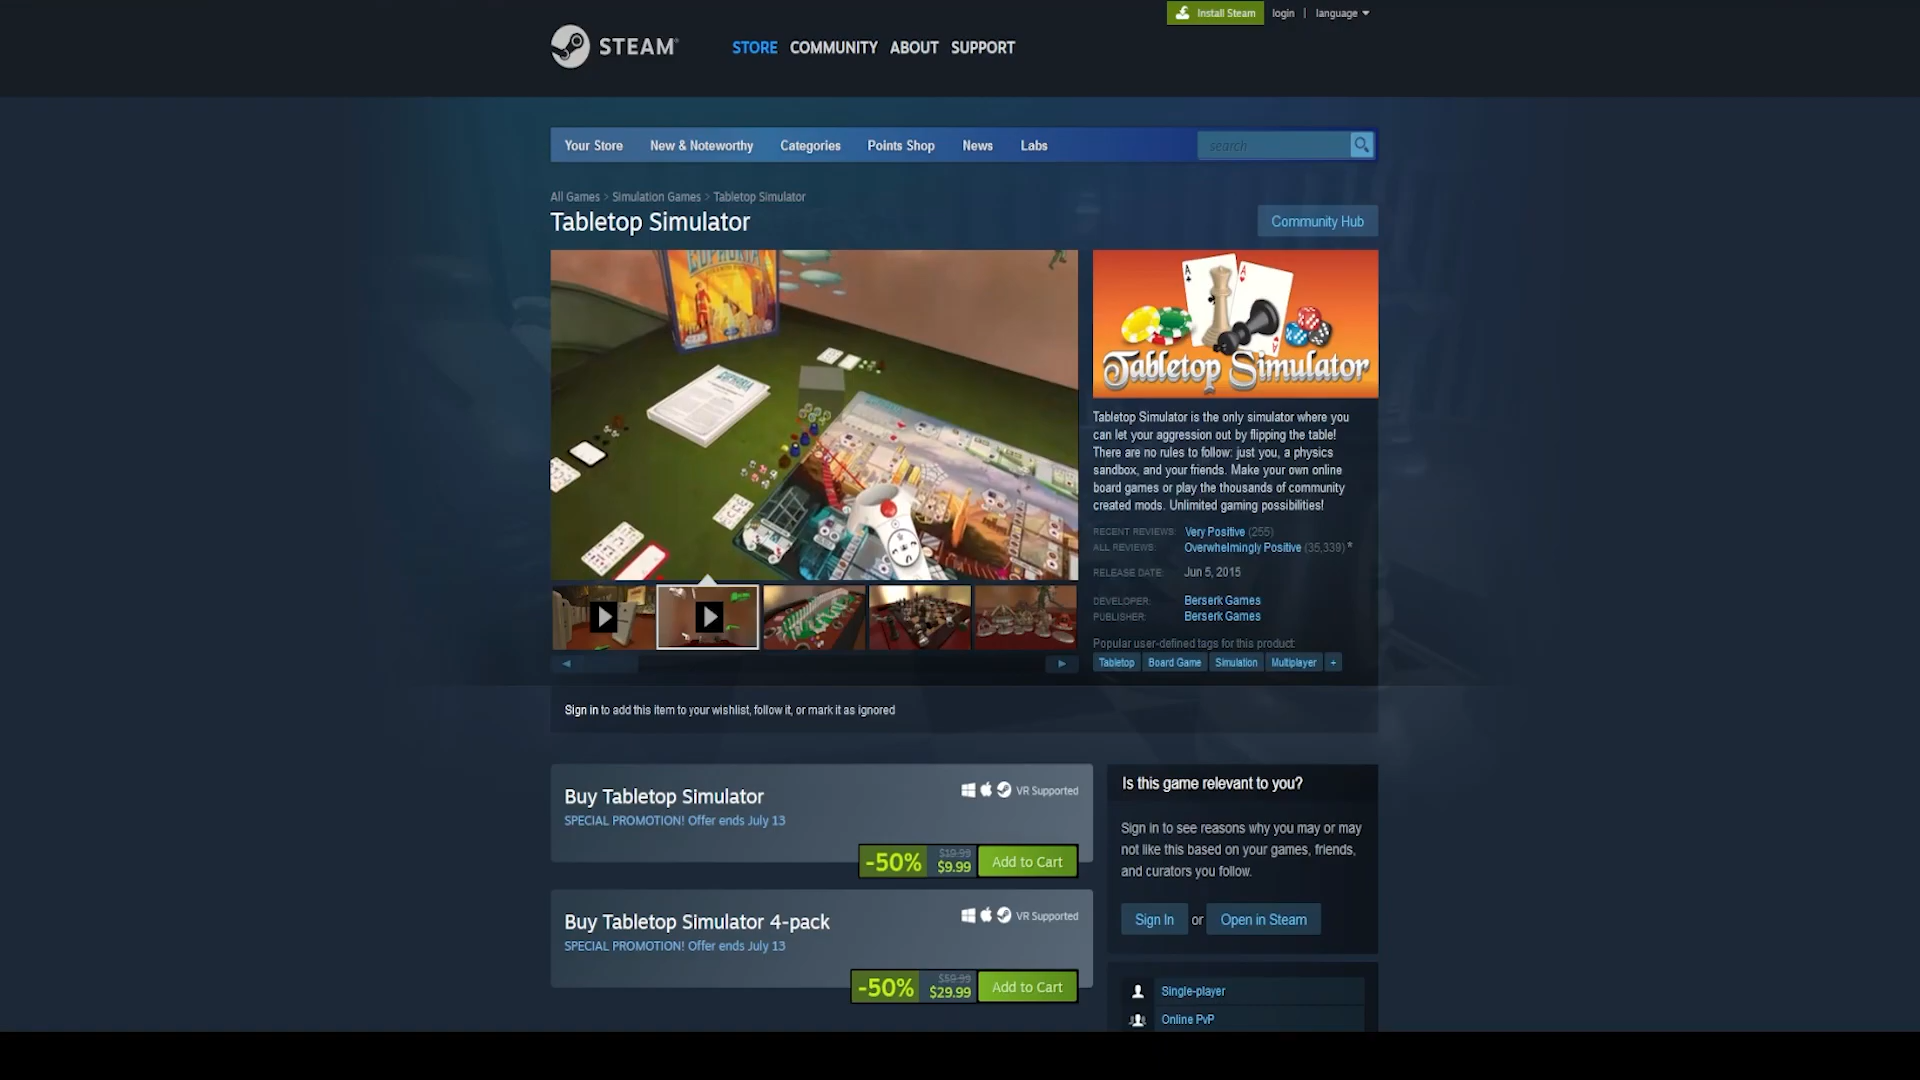 Install Steam login | language
STEAM
STORE COMMUNITY ABOUT SUPPORT
Your Store New & Noteworthy Categories Points Shop News Labs
search
All Games > Simulation Games > Tabletop Simulator
Tabletop Simulator
Community Hub
EUPHORIA
Tabletop Simulator
Tabletop Simulator is the only simulator where you
can let your aggression out by flipping the table!
There are no rules to follow: just you, a physics
sandbox, and your friends. Make your own online
board games or play the thousands of community
created mods. Unlimited gaming possibilities!
RECENT REVIEWS: Very Positive (255)
ALL REVIEWS: Overwhelmingly Positive (35,339) *
RELEASE DATE: Jun 5, 2015
DEVELOPER: Berserk Games
PUBLISHER: Berserk Games
Popular user-defined tags for this product:
Tabletop Board Game Simulation Multiplayer +
Sign in to add this item to your wishlist, follow it, or mark it as ignored
Buy Tabletop Simulator
VR Supported
SPECIAL PROMOTION! Offer ends July 13
-50% $19.99 $9.99 Add to Cart
Buy Tabletop Simulator 4-pack
VR Supported
SPECIAL PROMOTION! Offer ends July 13
-50% $59.99 $29.99 Add to Cart
Is this game relevant to you?
Sign in to see reasons why you may or may
not like this based on your games, friends,
and curators you follow.
Sign In or Open in Steam
Single-player
Online PvP